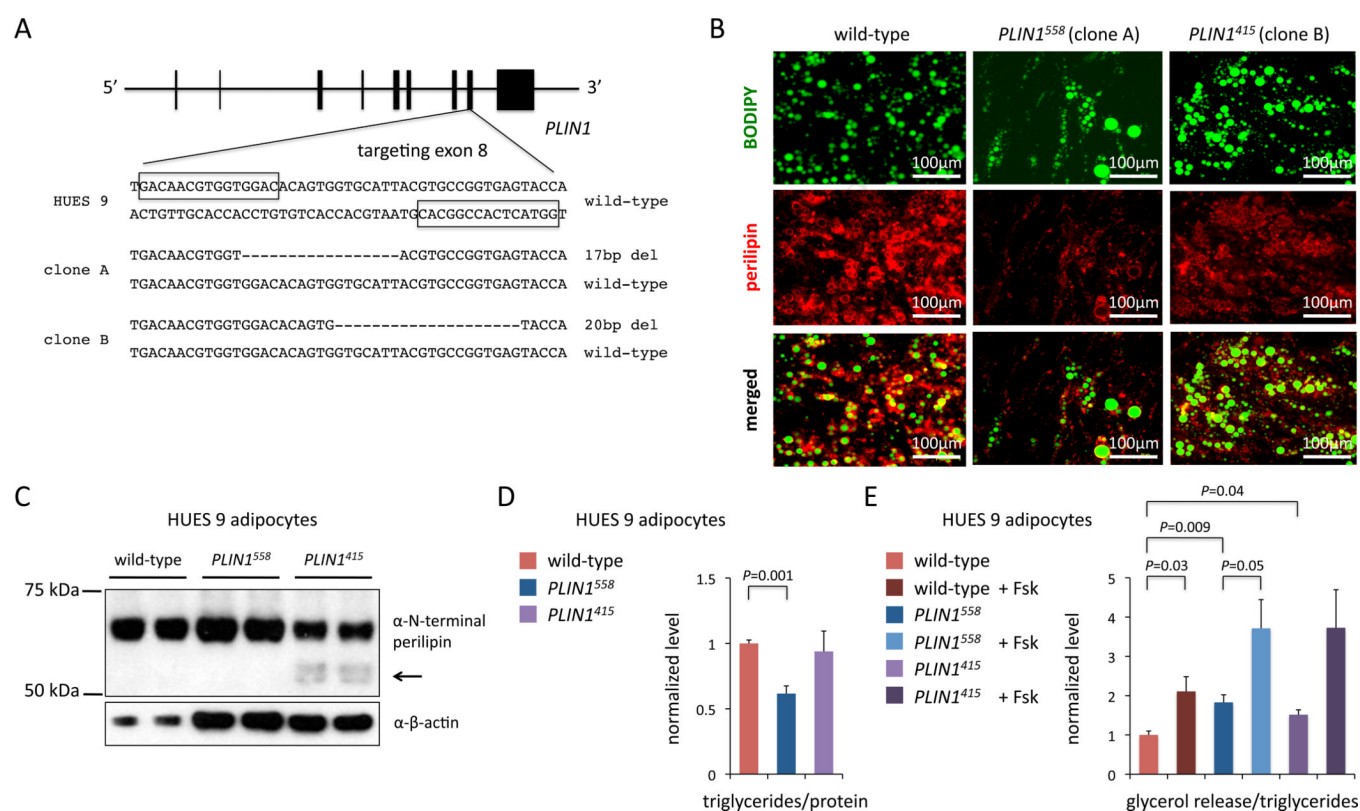 A
5’
3’
PLIN1
targeting exon 8
HUES 9
TGACAACGTGGTGGACACAGTGGTGCATTACGTGCCGGTGAGTACCA
wild-type
ACTGTTGCACCACCTGTGTCACCACGTAATGCACGGCCACTCATGGT
clone A
TGACAACGTGGT-----------------ACGTGCCGGTGAGTACCA
17bp del
TGACAACGTGGTGGACACAGTGGTGCATTACGTGCCGGTGAGTACCA
wild-type
clone B
TGACAACGTGGTGGACACAGTG--------------------TACCA
20bp del
TGACAACGTGGTGGACACAGTGGTGCATTACGTGCCGGTGAGTACCA
wild-type
B
wild-type
PLIN1558 (clone A)
PLIN1415 (clone B)
BODIPY
100µm
100µm
100µm
perilipin
100µm
100µm
100µm
merged
100µm
100µm
100µm
C
HUES 9 adipocytes
wild-type
PLIN1558
PLIN1415
75 kDa
50 kDa
α-N-terminal
perilipin
α-β-actin
D
HUES 9 adipocytes
wild-type
PLIN1558
PLIN1415
normalized level
1.5
1
0.5
0
P=0.001
triglycerides/protein
E
HUES 9 adipocytes
wild-type
wild-type + Fsk
PLIN1558
PLIN1558 + Fsk
PLIN1415
PLIN1415 + Fsk
normalized level
5
4
3
2
1
0
P=0.04
P=0.009
P=0.03
P=0.05
glycerol release/triglycerides